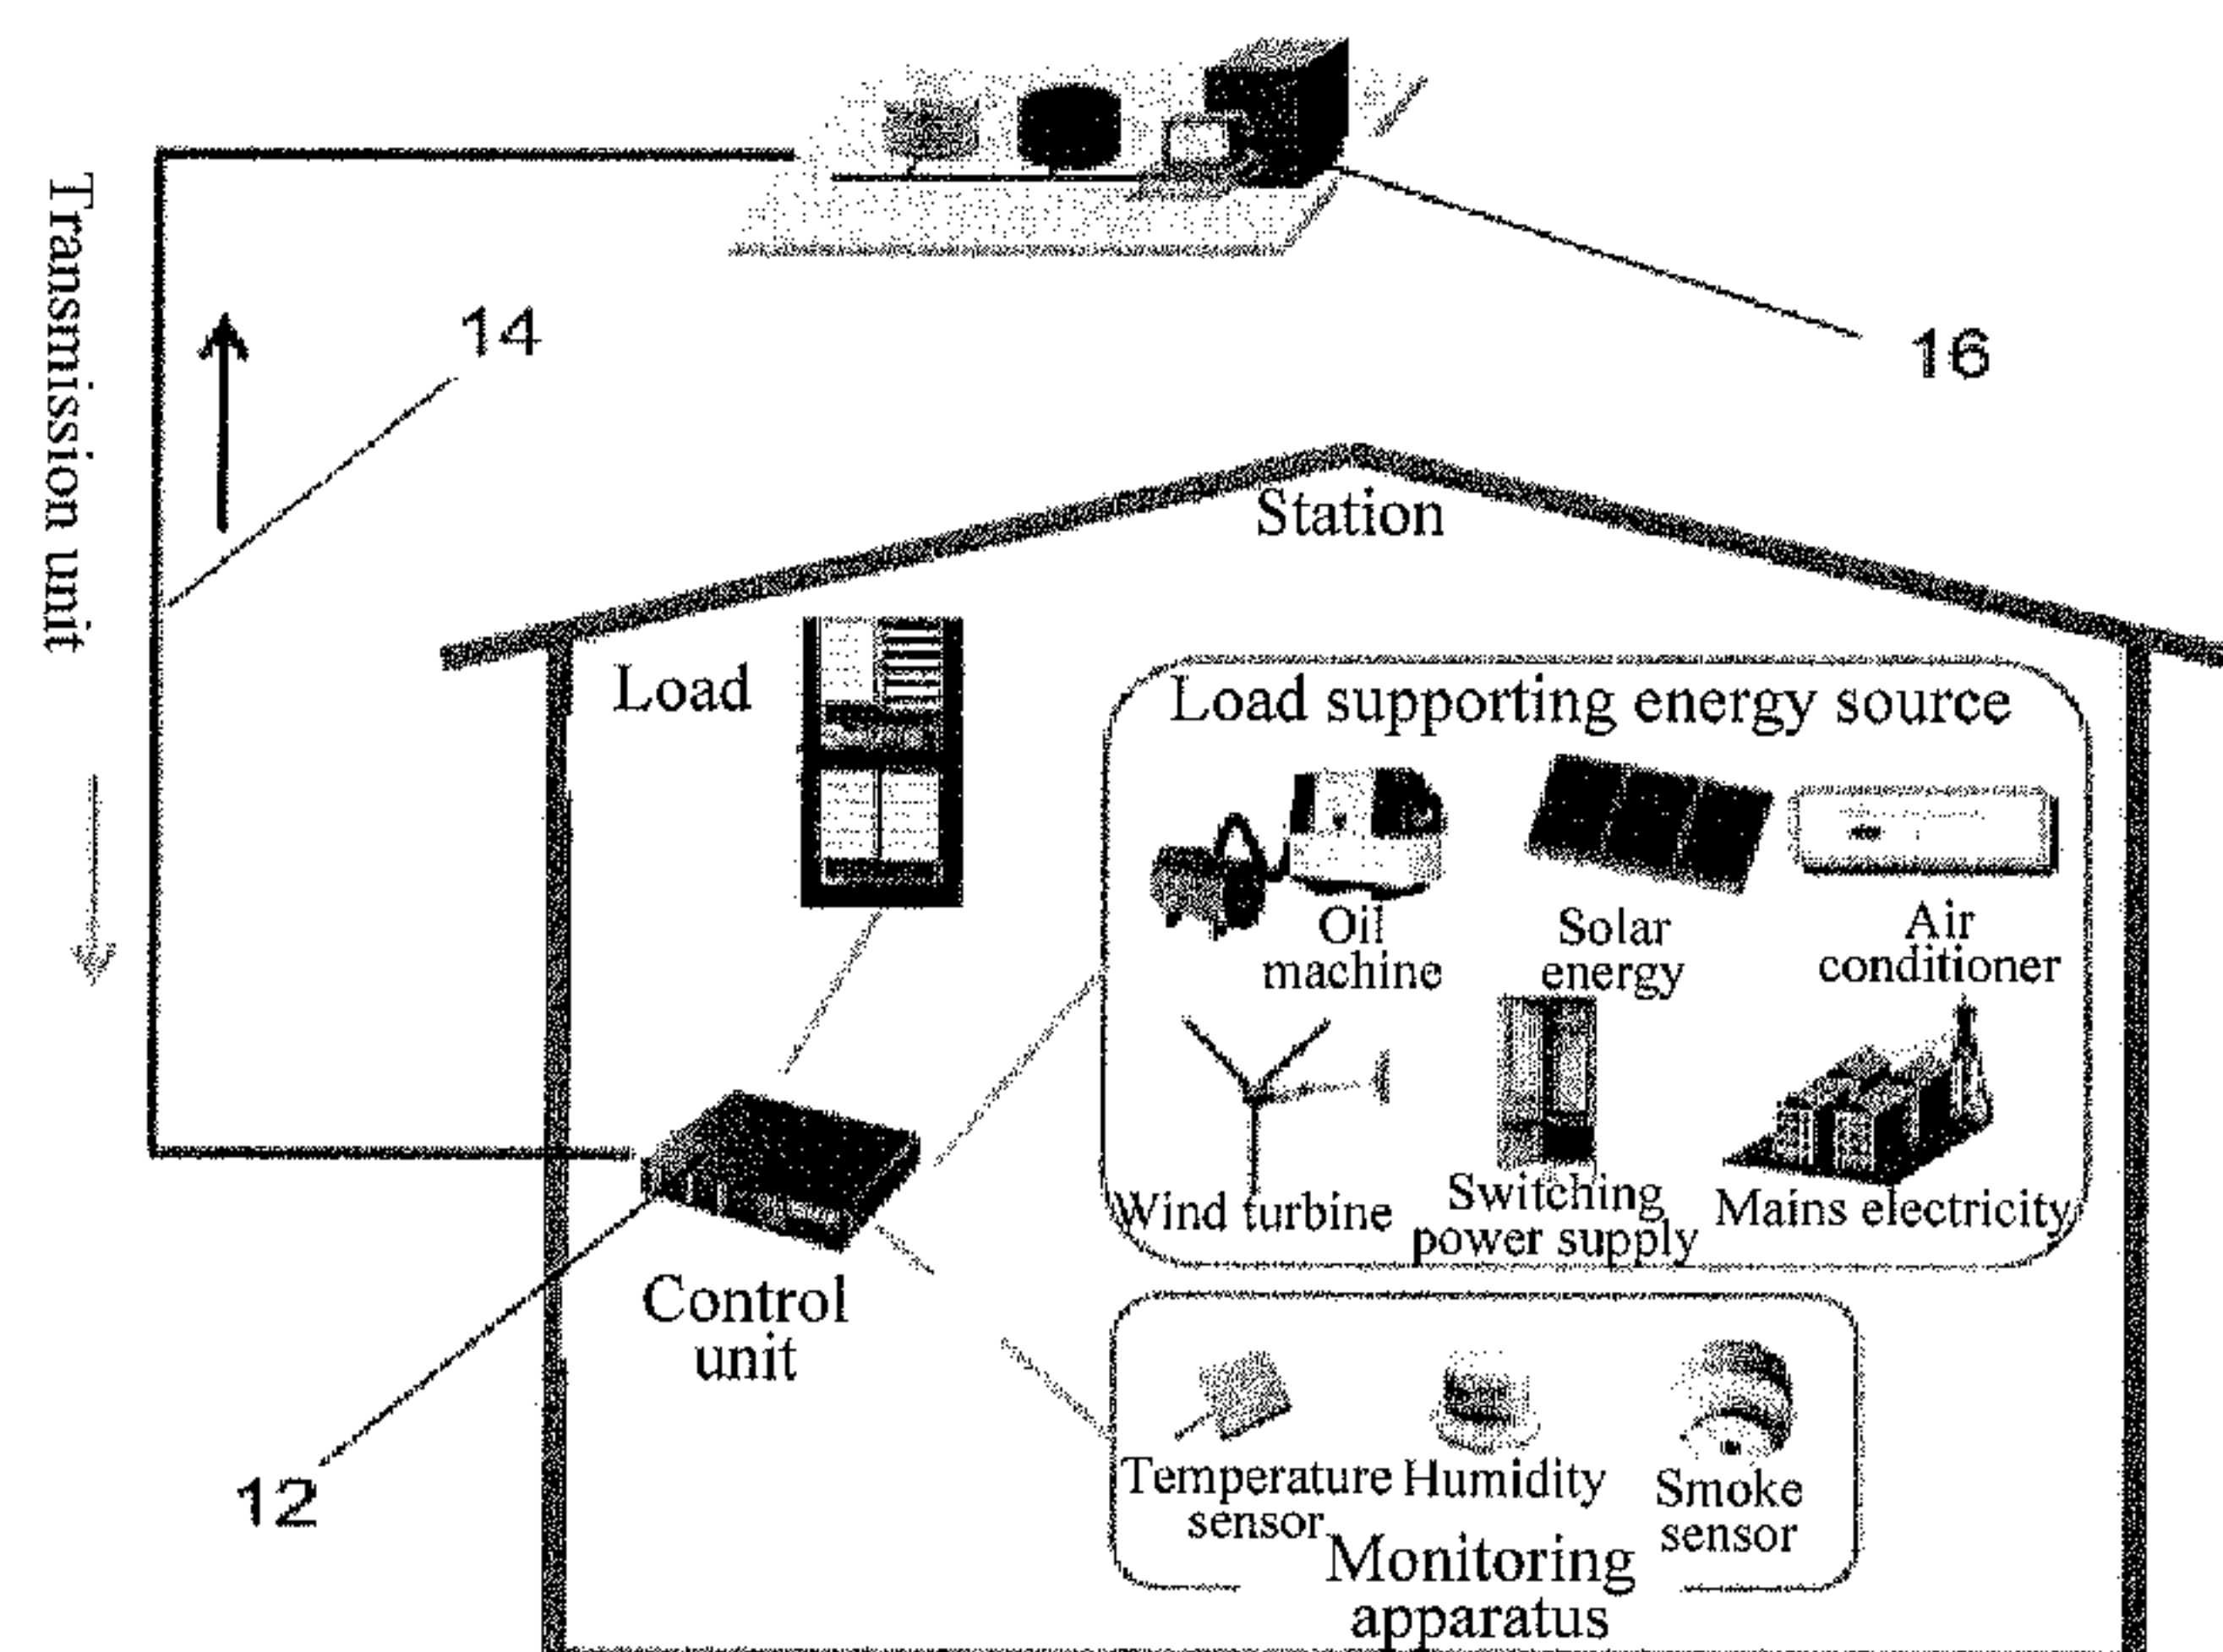 Transmission unit
14
16
Station
Load
Load supporting energy source
Oil
machine
Solar
energy
Air
conditioner
Wind turbine
Switching
power supply
Mains electricity
Control
unit
12
Temperature
sensor
Humidity
Smoke
sensor
Monitoring
apparatus